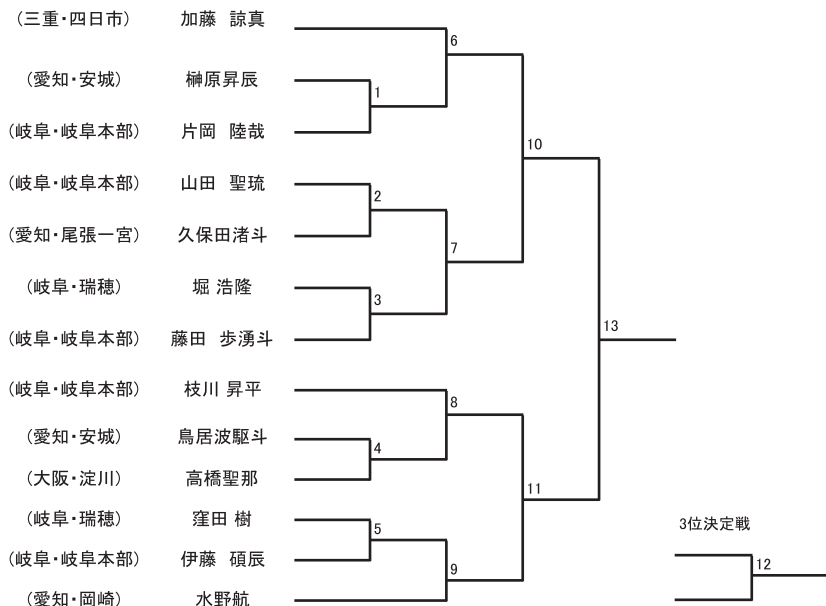 (三重・四日市) 加藤 諒真
6
(愛知・安城) 榊原昇辰
1
(岐阜・岐阜本部) 片岡 陸哉
10
(岐阜・岐阜本部) 山田 聖琉
2
(愛知・尾張一宮) 久保田渚斗
7
(岐阜・瑞穂) 堀 浩隆
3
13
(岐阜・岐阜本部) 藤田 歩湧斗
(岐阜・岐阜本部) 枝川 昇平
8
(愛知・安城) 鳥居波駆斗
4
(大阪・淀川) 高橋聖那
11
(岐阜・瑞穂) 窪田 樹
3位決定戦
5
(岐阜・岐阜本部) 伊藤 碩辰
9
12
(愛知・岡崎) 水野航